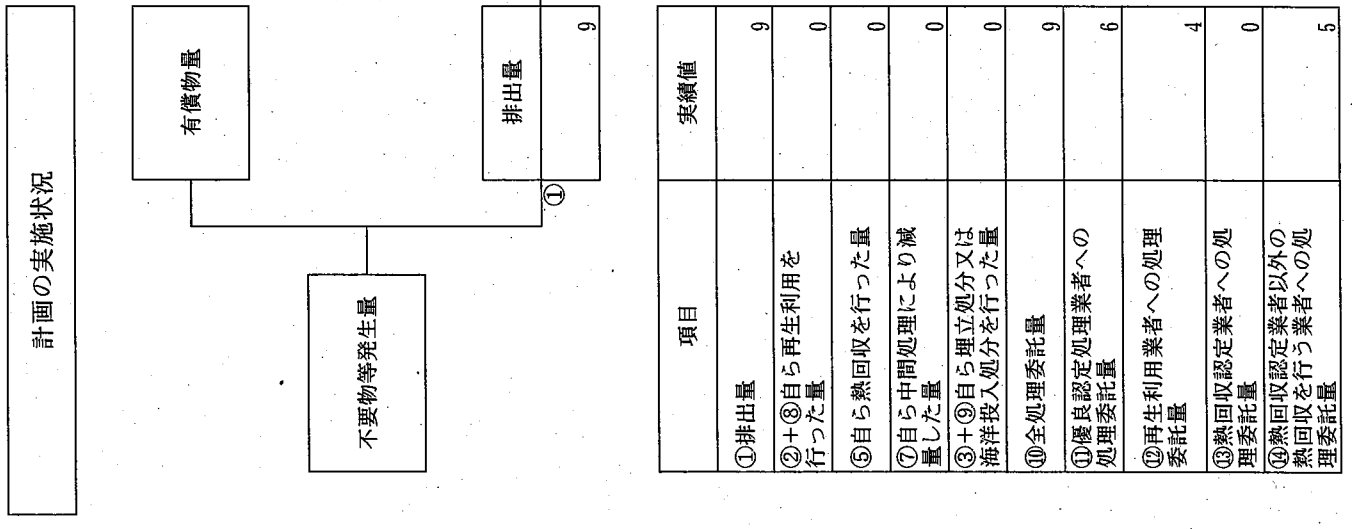 計画の実施状況
有償物量
不要物等発生量
①
排出量
9
項目
実績値
①排出量
9
②+⑧自ら再生利用を
行った量
0
⑤自ら熱回収を行った量
0
⑦自ら中間処理により減
量した量
0
③+⑨自ら埋立処分又は
海洋投入処分を行った量
0
⑩全処理委託量
9
⑪優良認定処理業者への
処理委託量
6
⑫再生利用業者への処理
委託量
4
⑬熱回収認定業者への処
理委託量
0
⑭熱回収認定業者以外の
熱回収を行う業者への処
理委託量
5